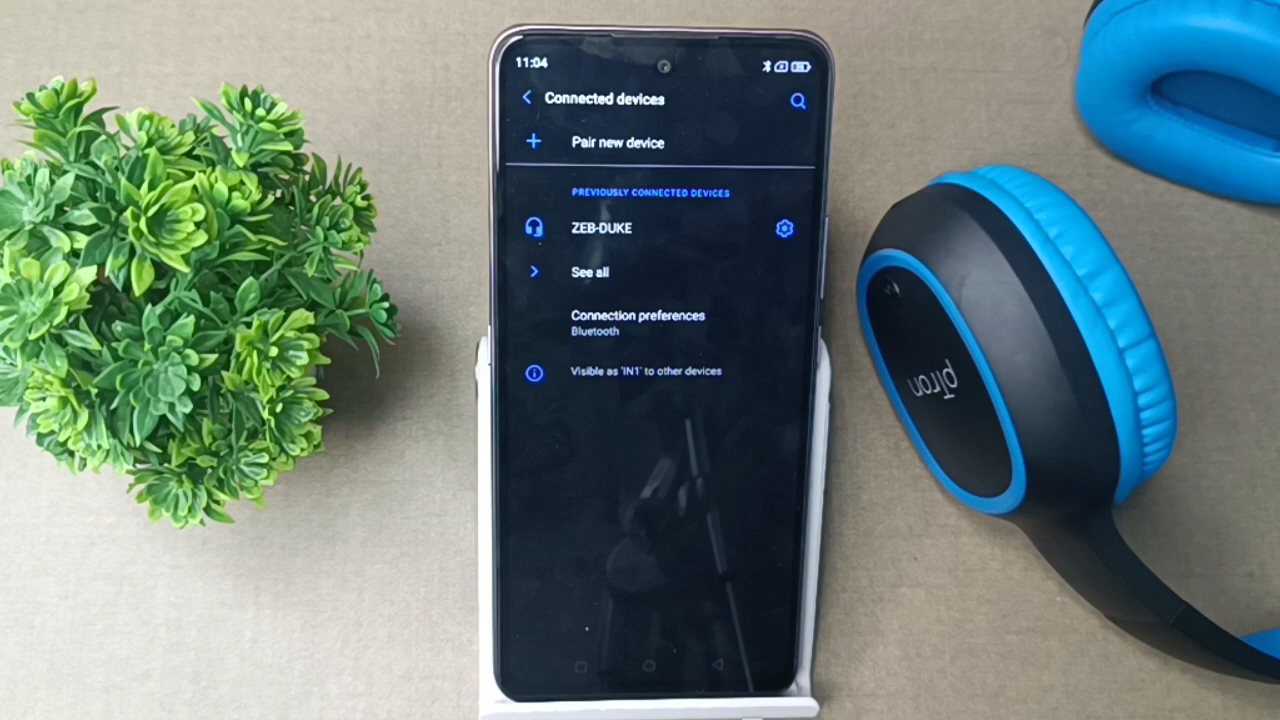 11:04
Connected devices
Pair new device
PREVIOUSLY CONNECTED DEVICES
ZEB-DUKE
See all
Connection preferences
Bluetooth
Visible as 'IN1' to other devices
pTron